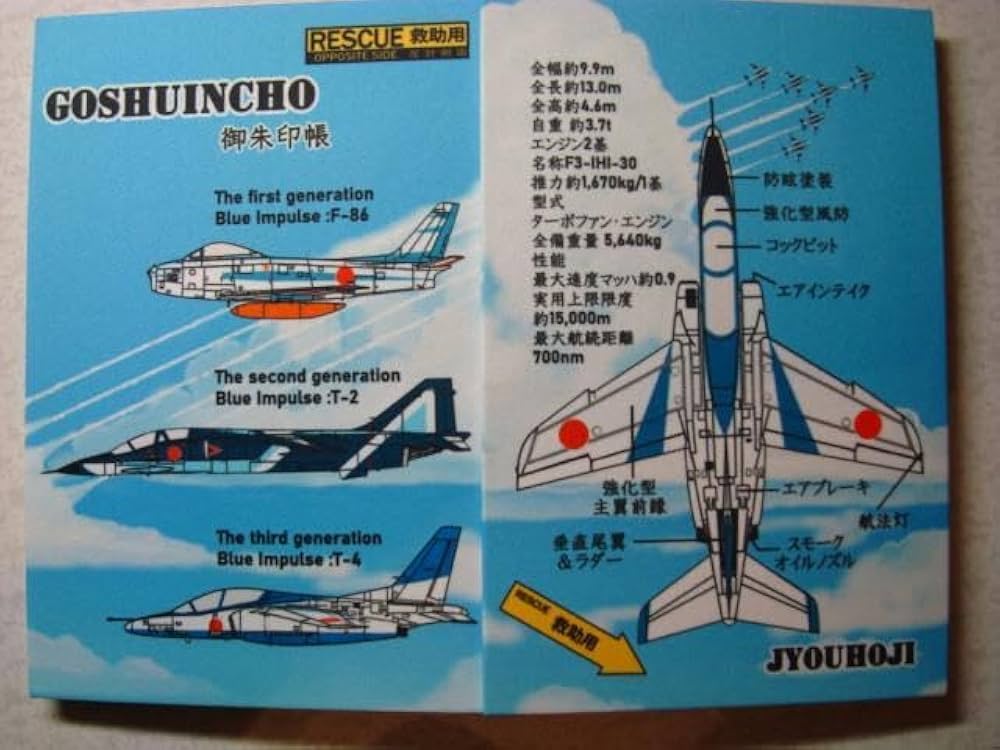 RESCUE 救助用
OPPOSITE SIDE
GOSHUINCHO
御朱印帳
The first generation
Blue Impulse :F-86
The second generation
Blue Impulse :T-2
The third generation
Blue Impulse :T-4
全幅約9.9m
全長約13.0m
全高約4.6m
自重 約3.7t
エンジン2基
名称F3-IHI-30
推力約1,670kg/1基
型式
ターボファン・エンジン
全備重量 5,640kg
性能
最大速度マッハ約0.9
実用上限限度
約15,000m
最大航続距離
700nm
防眩塗装
強化型風防
コックピット
エアインテイク
強化型
主翼前縁
エアブレーキ
航法灯
垂直尾翼
&ラダー
スモーク
オイルノズル
RESCUE 救助用
JYOUHOJI